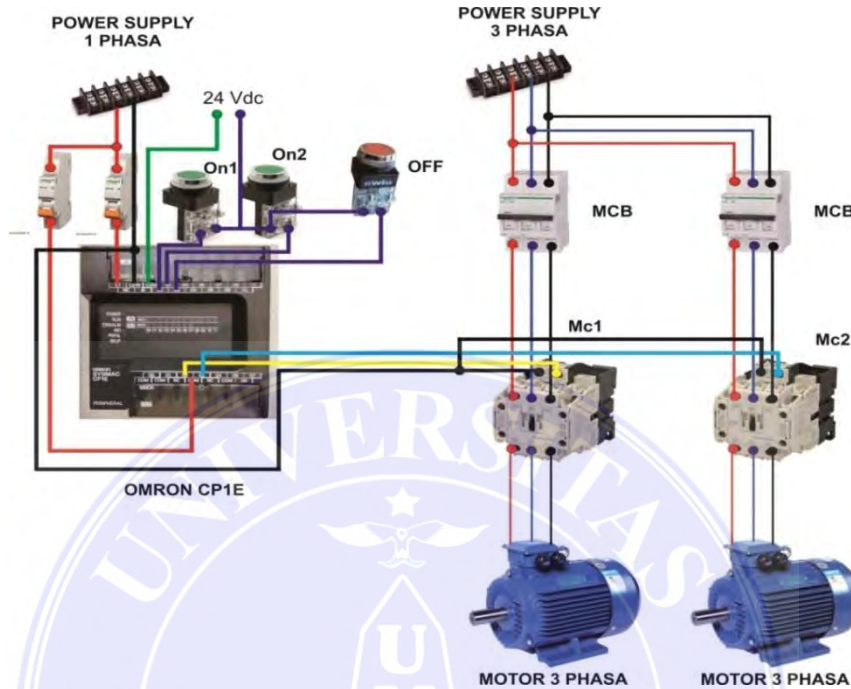 POWER SUPPLY
1 PHASA
POWER SUPPLY
3 PHASA
24 Vdc
On1
On2
OFF
MCB
MCB
Mc1
Mc2
OMRON CP1E
UNIVERSITAS
U
MOTOR 3 PHASA
MOTOR 3 PHASA